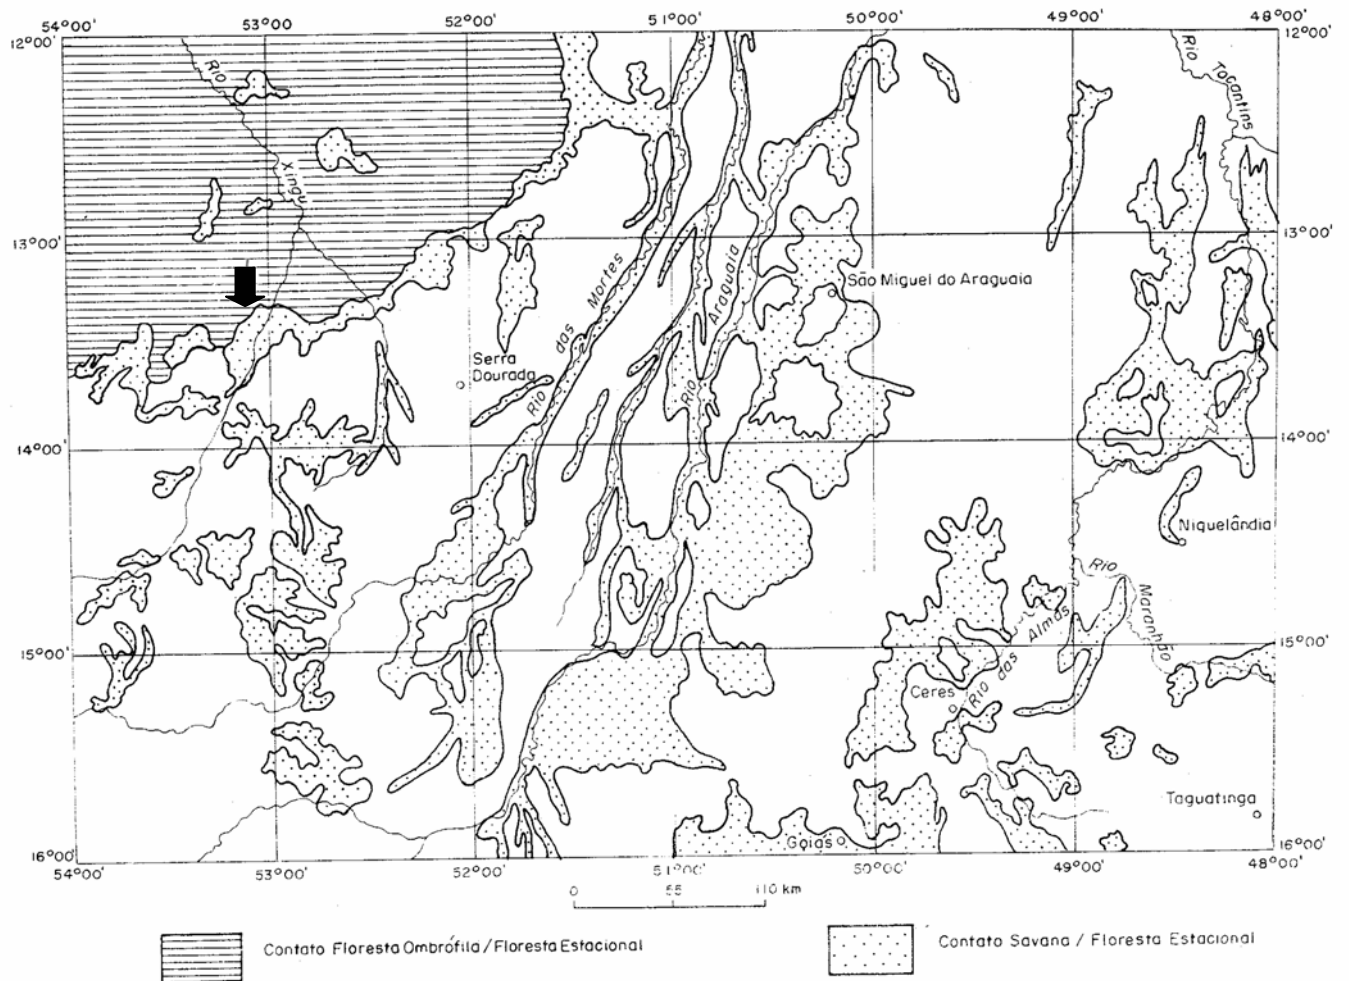 54°00' 53°00' 52°00' 51°00' 50°00' 49°00' 48°00'
12°00' 12°00'
Rio
Xingu
Rio
Tocantins
13°00' 13°00'
São Miguel do Araguaia
Rio
das
Mortes
Rio
Araguaia
Serra
Dourada
14°00' 14°00'
Niquelândia
Rio
Maranhão
Rio das Almas
15°00' 15°00'
Ceres
Taguatinga
Goiás
16°00' 16°00'
54°00' 53°00' 52°00' 51°00' 50°00' 49°00' 48°00'
0 55 110 km
Contato Floresta Ombrófila / Floresta Estacional
Contato Savana / Floresta Estacional